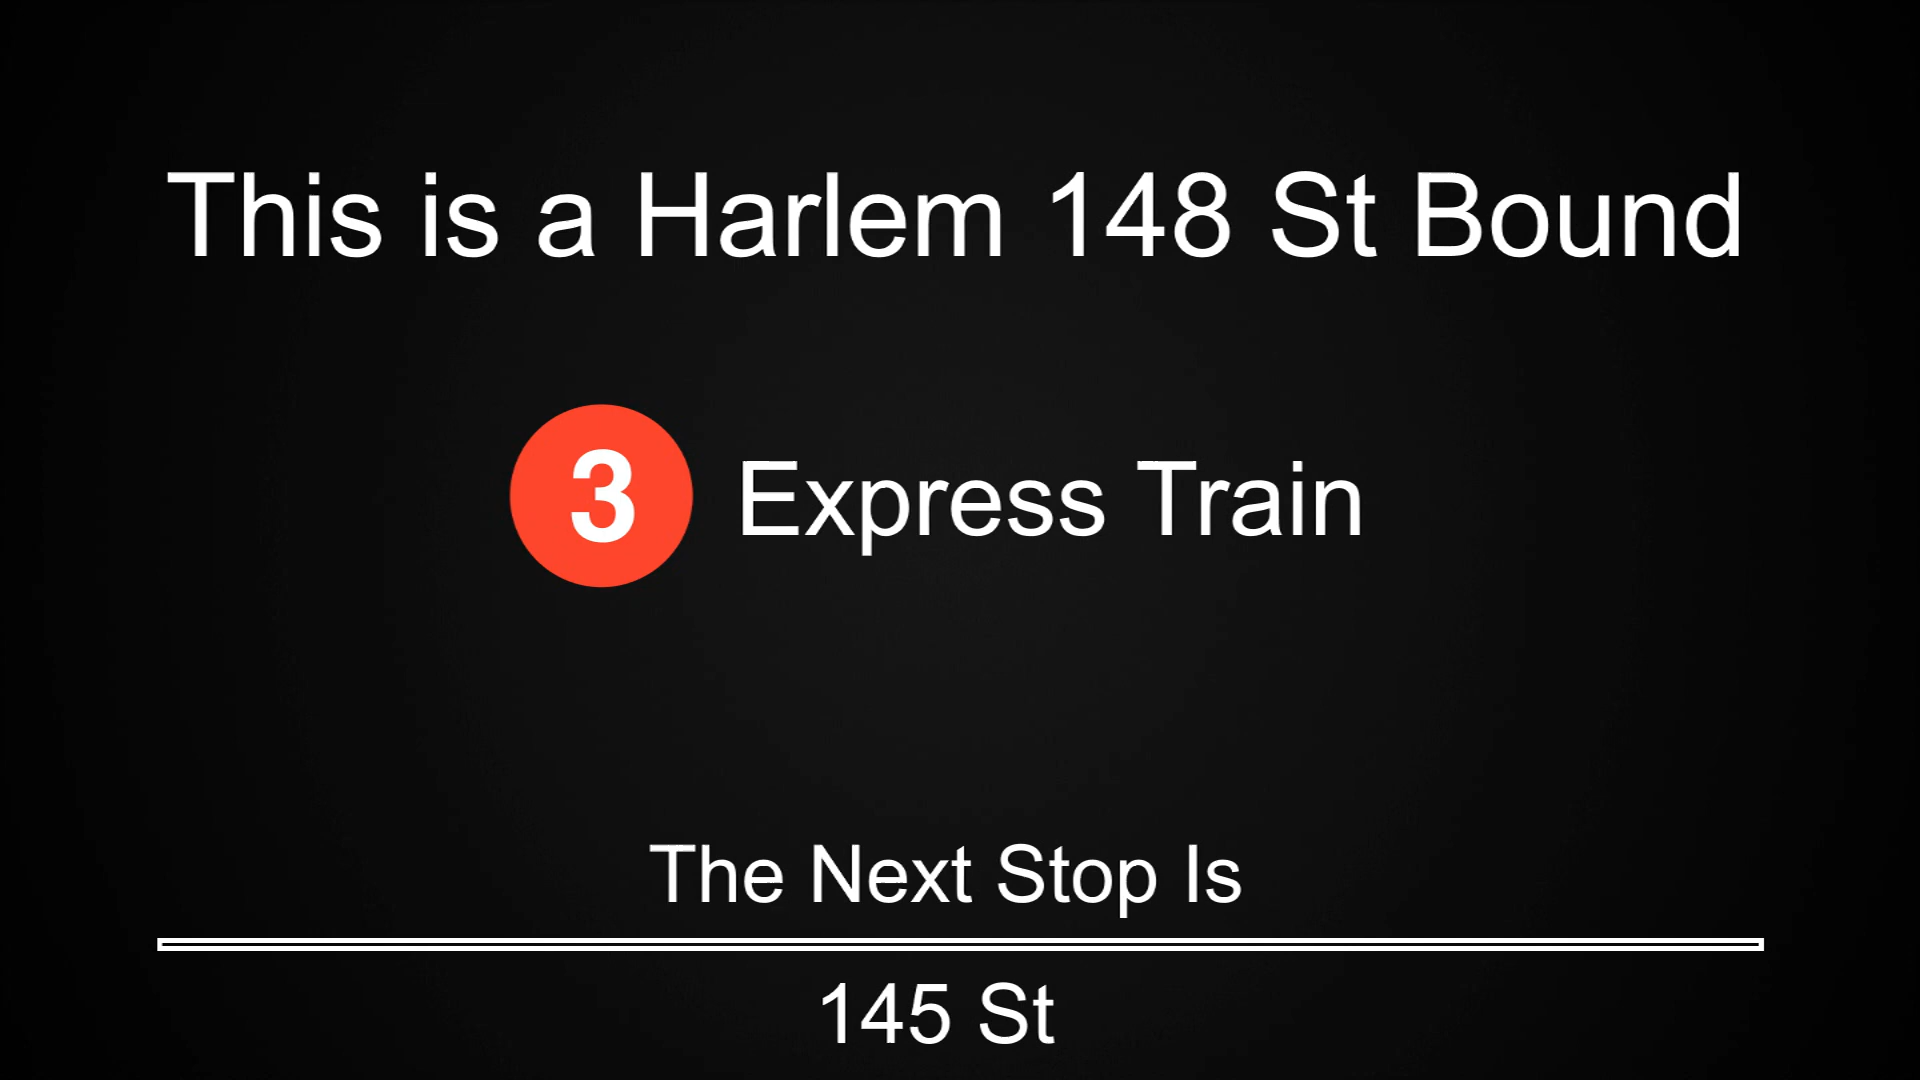 This is a Harlem 148 St Bound
3 Express Train
The Next Stop Is
145 St